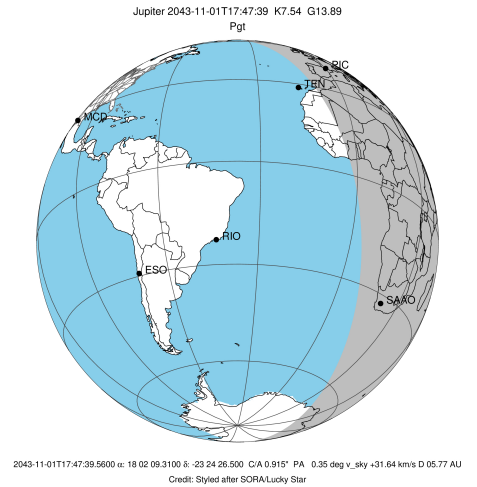 Jupiter 2043-11-01T17:47:39 K7.54 G13.89
Pgt
PIC
TEN
MCD
RIO
ESO
SAAO
2043-11-01T17:47:39.5600 α: 18 02 09.3100 δ: -23 24 26.500 C/A 0.915" PA 0.35 deg v_sky +31.64 km/s D 05.77 AU
Credit: Styled after SORA/Lucky Star